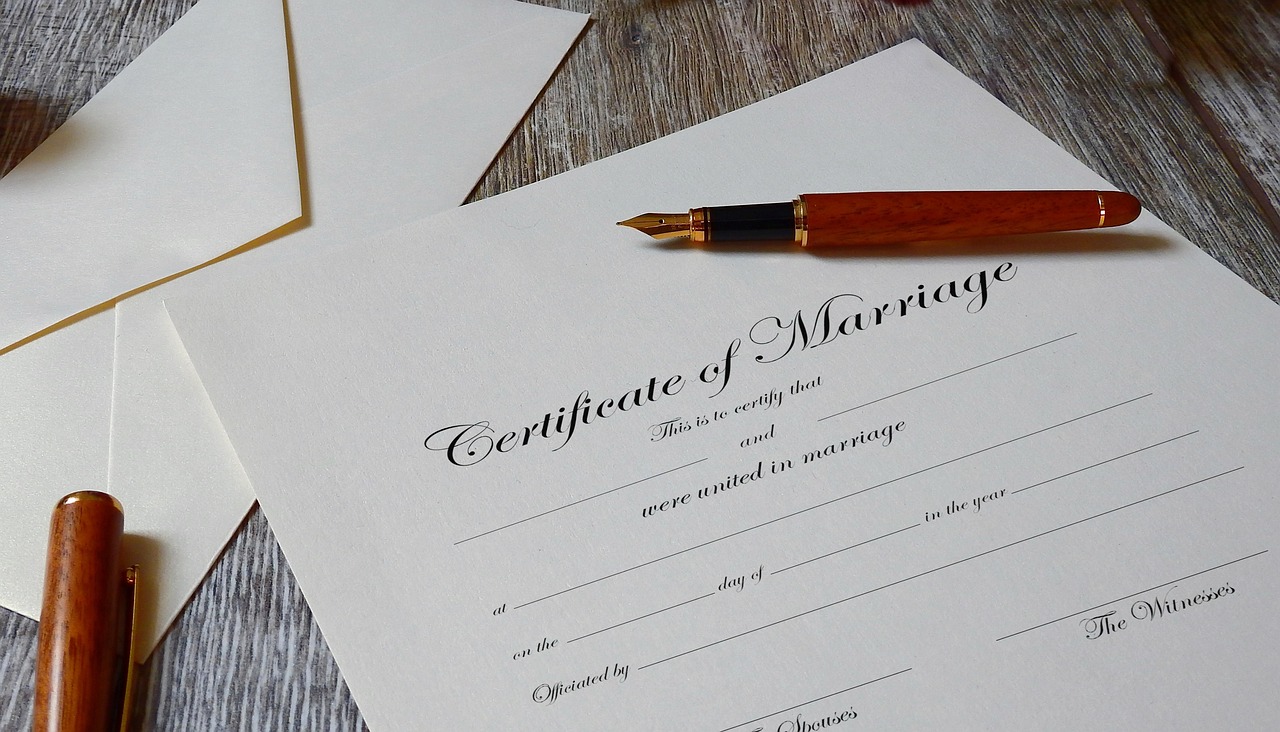 Certificate of Marriage
This is to certify that
and
were united in marriage
at
on the day of in the year
Officiated by
The Witnesses
Spouses